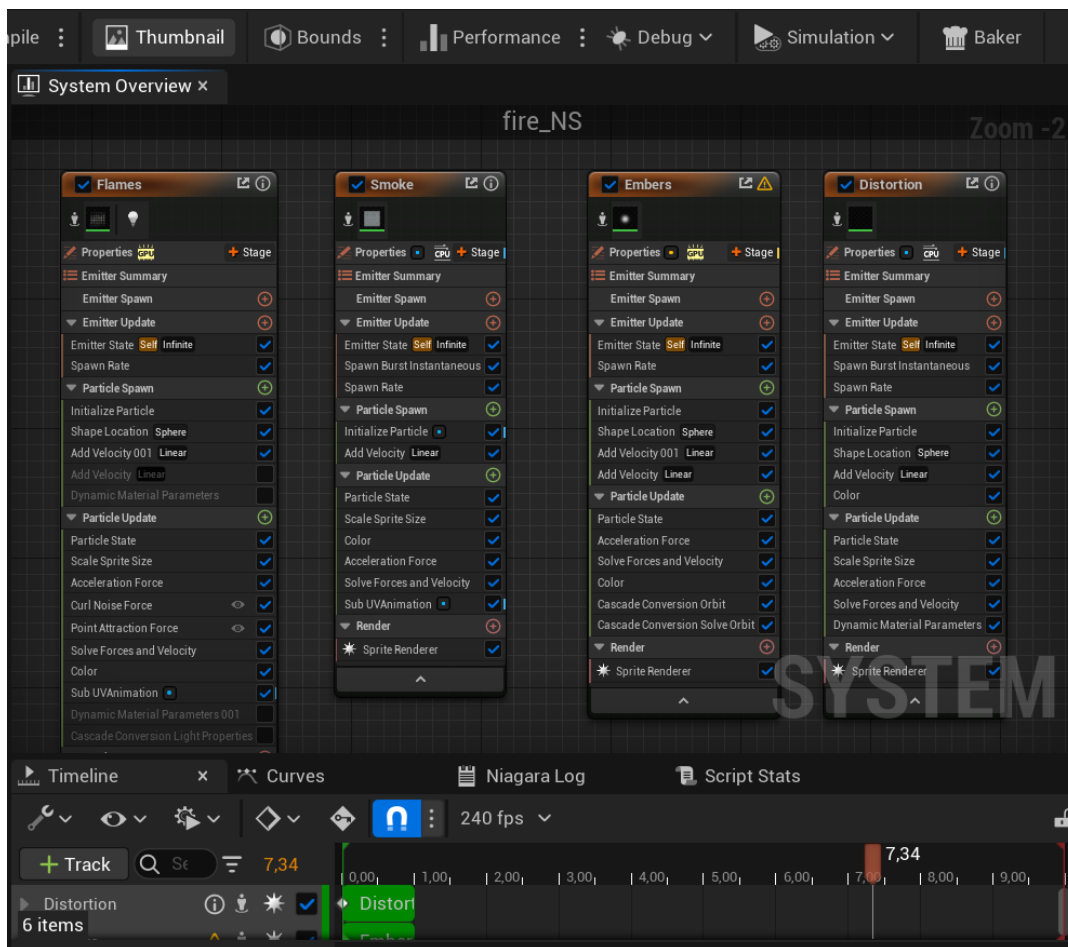 pile Thumbnail Bounds Performance Debug Simulation Baker
System Overview ×
fire_NS
Zoom -2
Flames
Properties GPU + Stage
Emitter Summary
Emitter Spawn
Emitter Update
Emitter State Self Infinite
Spawn Rate
Particle Spawn
Initialize Particle
Shape Location Sphere
Add Velocity 001 Linear
Add Velocity Linear
Dynamic Material Parameters
Particle Update
Particle State
Scale Sprite Size
Acceleration Force
Curl Noise Force
Point Attraction Force
Solve Forces and Velocity
Color
Sub UVAnimation
Dynamic Material Parameters 001
Cascade Conversion Light Properties
Smoke
Properties CPU + Stage
Emitter Summary
Emitter Spawn
Emitter Update
Emitter State Self Infinite
Spawn Burst Instantaneous
Spawn Rate
Particle Spawn
Initialize Particle
Add Velocity Linear
Particle Update
Particle State
Scale Sprite Size
Color
Acceleration Force
Solve Forces and Velocity
Sub UVAnimation
Render
Sprite Renderer
Embers
Properties GPU + Stage
Emitter Summary
Emitter Spawn
Emitter Update
Emitter State Self Infinite
Spawn Rate
Particle Spawn
Initialize Particle
Shape Location Sphere
Add Velocity 001 Linear
Add Velocity Linear
Particle Update
Particle State
Acceleration Force
Solve Forces and Velocity
Color
Cascade Conversion Orbit
Cascade Conversion Solve Orbit
Render
Sprite Renderer
Distortion
Properties CPU + Stage
Emitter Summary
Emitter Spawn
Emitter Update
Emitter State Self Infinite
Spawn Burst Instantaneous
Spawn Rate
Particle Spawn
Initialize Particle
Shape Location Sphere
Add Velocity Linear
Color
Particle Update
Particle State
Scale Sprite Size
Acceleration Force
Solve Forces and Velocity
Dynamic Material Parameters
Render
Sprite Renderer
SYSTEM
Timeline × Curves Niagara Log Script Stats
240 fps
+ Track Se 7,34
7,34
0,00 1,00 2,00 3,00 4,00 5,00 6,00 7,00 8,00 9,00
Distortion Distort
6 items